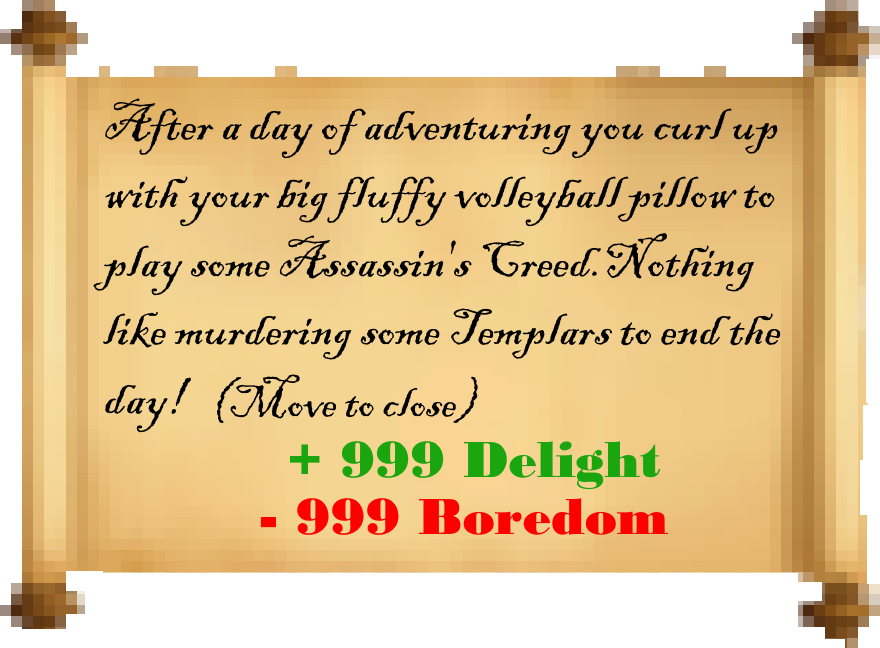 After a day of adventuring you curl up
with your big fluffy volleyball pillow to
play some Assassin's Creed. Nothing
like murdering some Templars to end the
day! (Move to close)
+ 999 Delight
- 999 Boredom